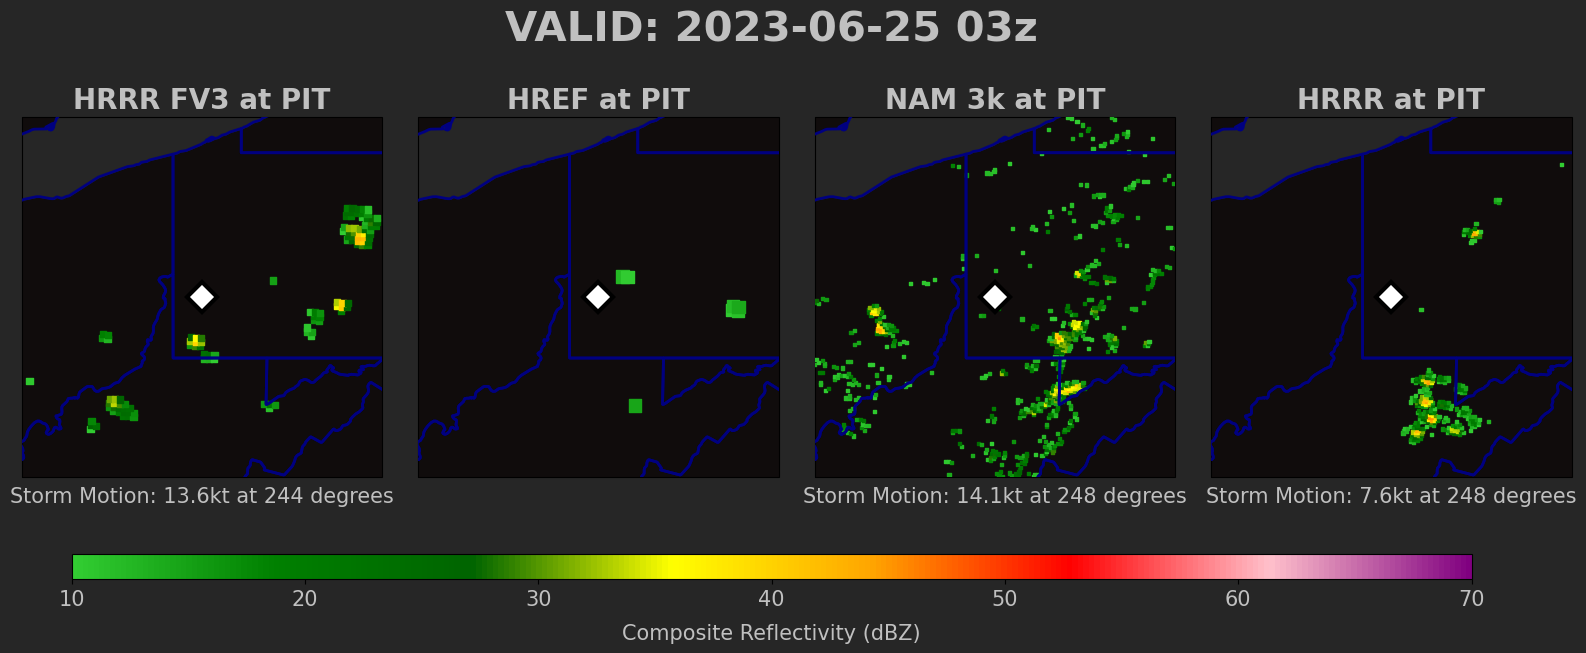 VALID: 2023-06-25 03z
HRRR FV3 at PIT
HREF at PIT
NAM 3k at PIT
HRRR at PIT
Storm Motion: 13.6kt at 244 degrees
Storm Motion: 14.1kt at 248 degrees
Storm Motion: 7.6kt at 248 degrees
10 20 30 40 50 60 70
Composite Reflectivity (dBZ)